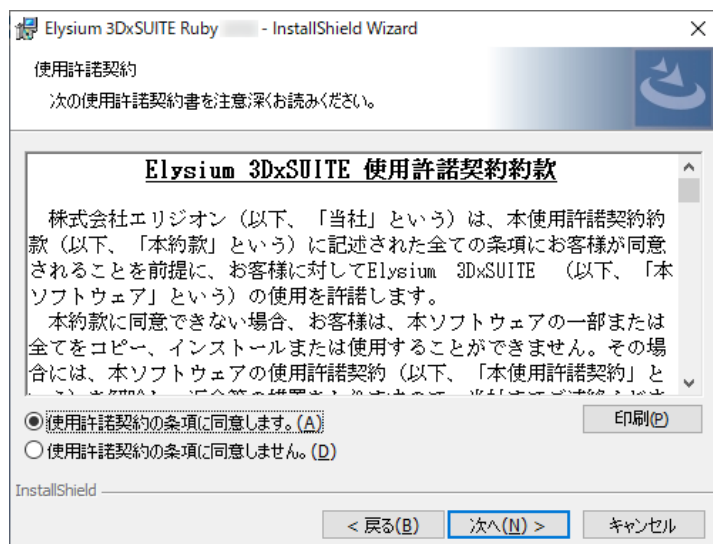 Elysium 3DxSUITE Ruby - InstallShield Wizard
使用許諾契約
次の使用許諾契約書を注意深くお読みください。
Elysium 3DxSUITE 使用許諾契約約款
株式会社エリジオン（以下、「当社」という）は、本使用許諾契約約
款（以下、「本約款」という）に記述された全ての条項にお客様が同意
されることを前提に、お客様に対してElysium 3DxSUITE （以下、「本
ソフトウェア」という）の使用を許諾します。
本約款に同意できない場合、お客様は、本ソフトウェアの一部または
全てをコピー、インストールまたは使用することができません。その場
合には、本ソフトウェアの使用許諾契約（以下、「本使用許諾契約」と
使用許諾契約の条項に同意します。(A)
印刷(P)
使用許諾契約の条項に同意しません。(D)
InstallShield
< 戻る(B)
次へ(N) >
キャンセル